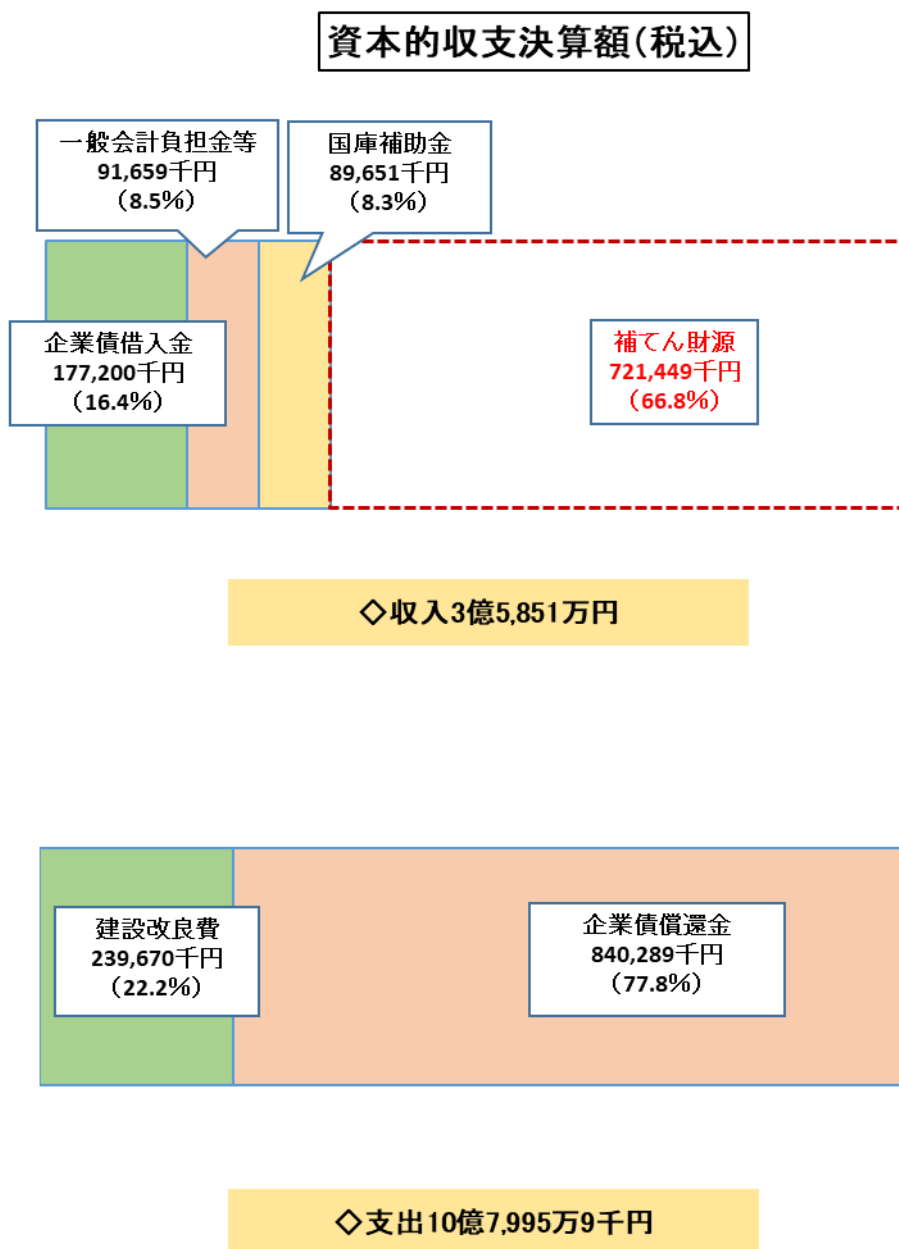 資本的収支決算額(税込)
一般会計負担金等
91,659千円
（8.5%）
国庫補助金
89,651千円
（8.3%）
企業債借入金
177,200千円
（16.4%）
補てん財源
721,449千円
（66.8%）
◇収入3億5,851万円
建設改良費
239,670千円
（22.2%）
企業債償還金
840,289千円
（77.8%）
◇支出10億7,995万9千円